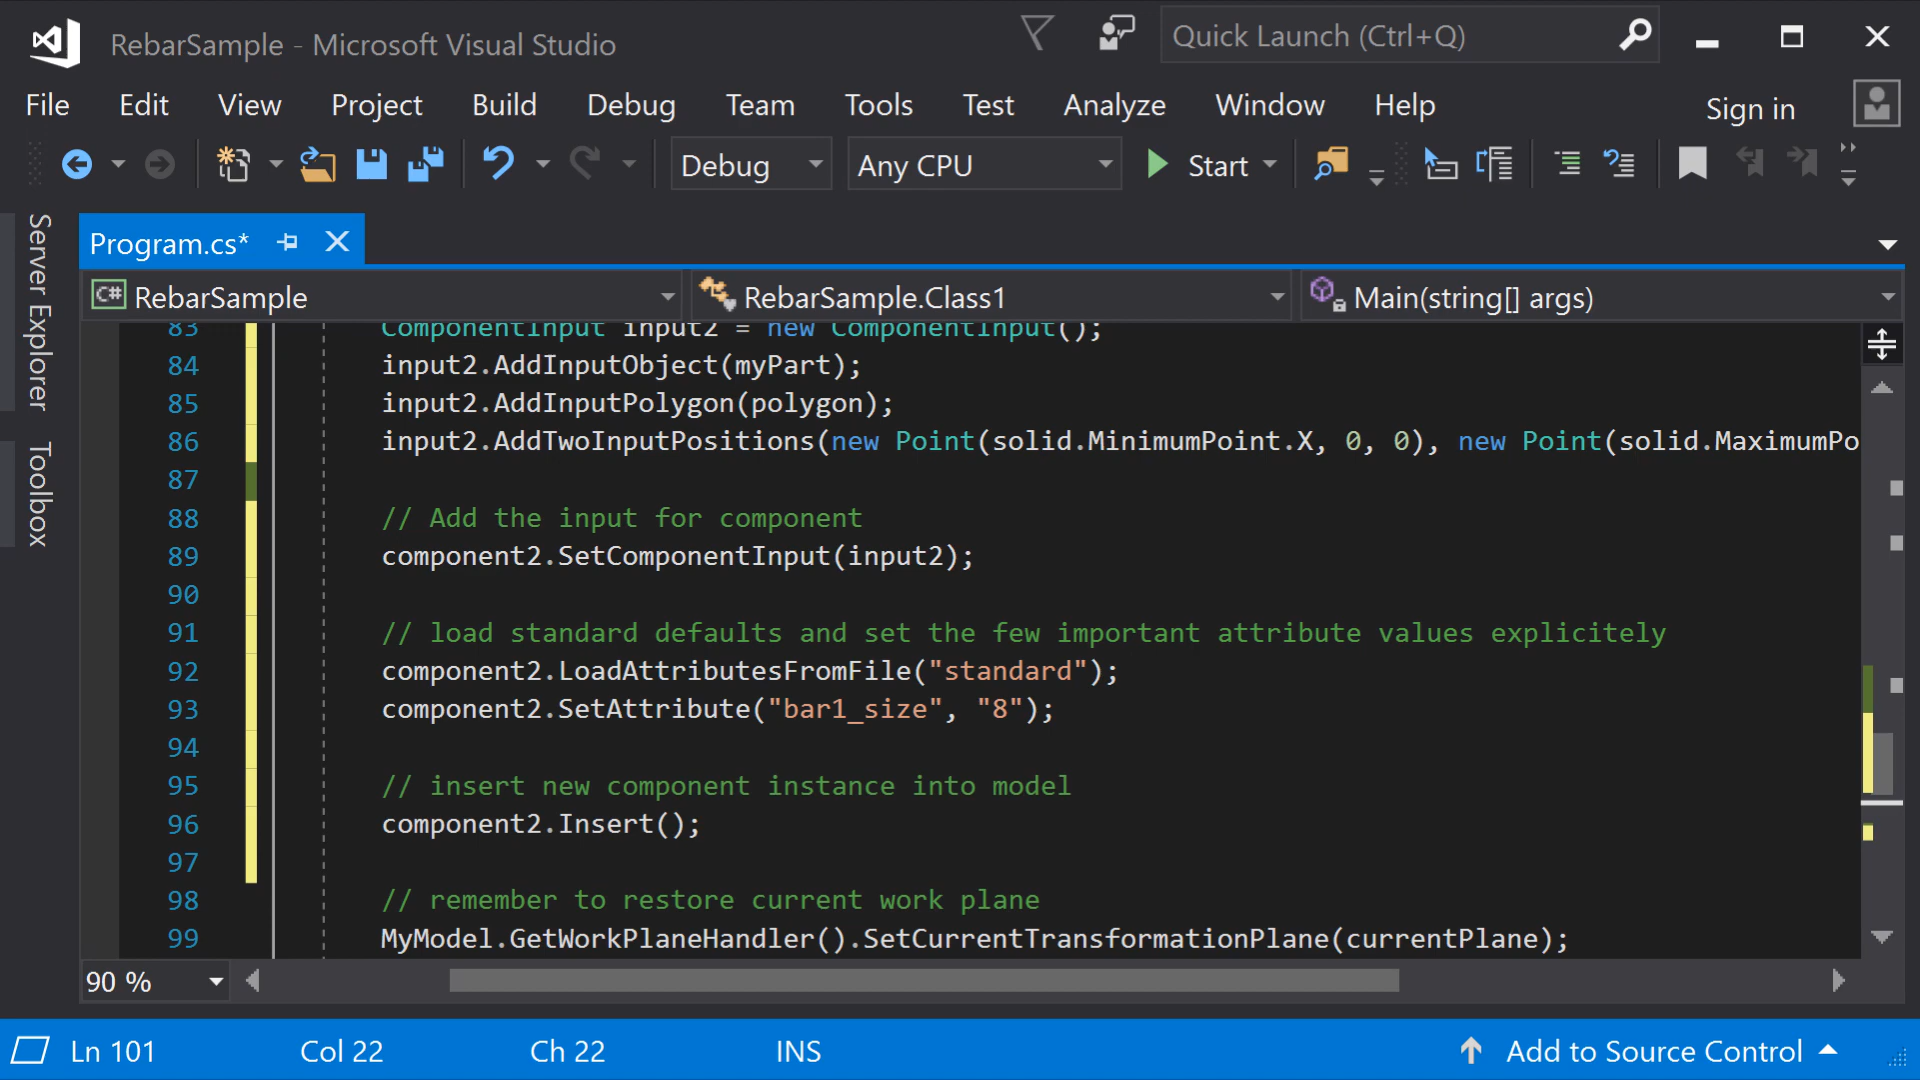 RebarSample - Microsoft Visual Studio
Quick Launch (Ctrl+Q)
File Edit View Project Build Debug Team Tools Test Analyze Window Help Sign in
Debug Any CPU Start
Server Explorer
Toolbox
Program.cs*
C# RebarSample RebarSample.Class1 Main(string[] args)
83 ComponentInput input2 = new ComponentInput();
84 input2.AddInputObject(myPart);
85 input2.AddInputPolygon(polygon);
86 input2.AddTwoInputPositions(new Point(solid.MinimumPoint.X, 0, 0), new Point(solid.MaximumPo
87
88 // Add the input for component
89 component2.SetComponentInput(input2);
90
91 // load standard defaults and set the few important attribute values explicitely
92 component2.LoadAttributesFromFile("standard");
93 component2.SetAttribute("bar1_size", "8");
94
95 // insert new component instance into model
96 component2.Insert();
97
98 // remember to restore current work plane
99 MyModel.GetWorkPlaneHandler().SetCurrentTransformationPlane(currentPlane);
90 %
Ln 101 Col 22 Ch 22 INS Add to Source Control